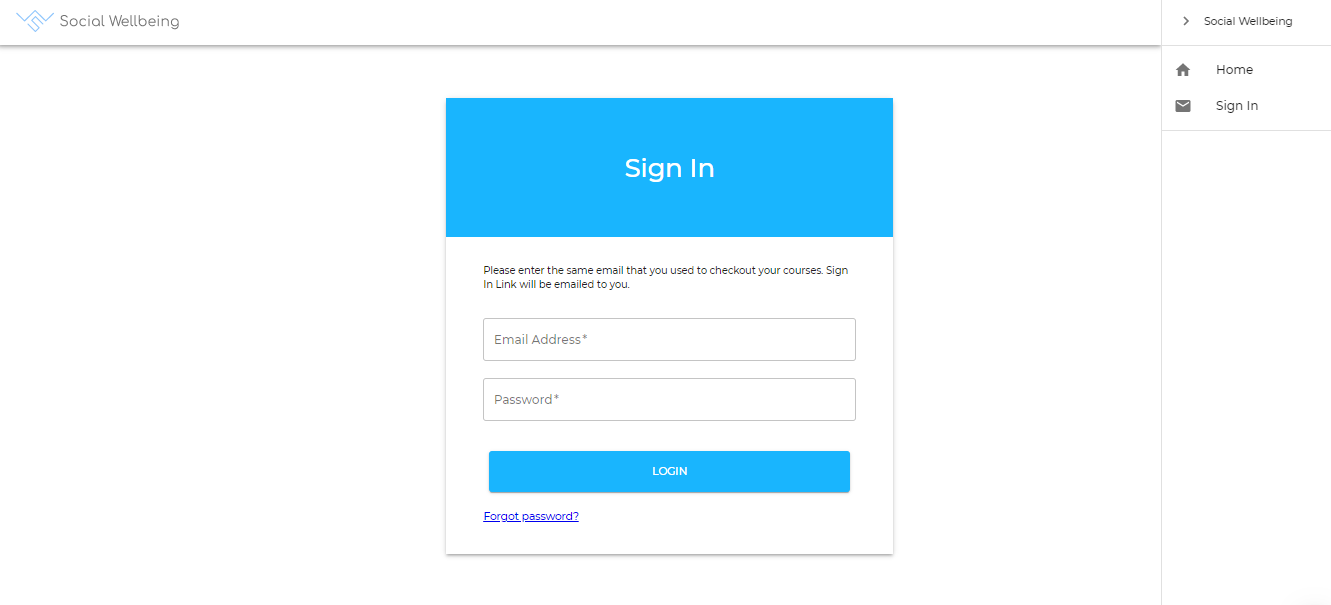 Social Wellbeing
Social Wellbeing
Home
Sign In
Sign In
Please enter the same email that you used to checkout your courses. Sign
In Link will be emailed to you.
Email Address*
Password*
LOGIN
Forgot password?